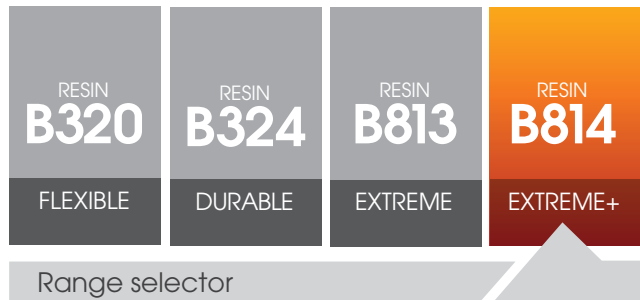 RESIN
B320
FLEXIBLE
RESIN
B324
DURABLE
RESIN
B813
EXTREME
RESIN
B814
EXTREME+
Range selector